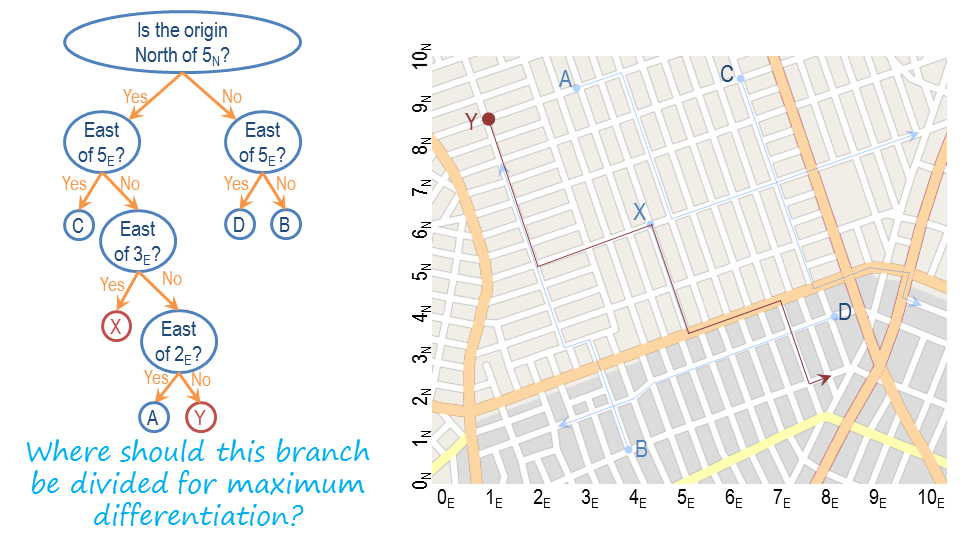 Is the origin
North of 5N?
Yes
No
East
of 5E?
East
of 5E?
Yes
No
Yes
No
C
East
of 3E?
D
B
Yes
No
X
East
of 2E?
Yes
No
A
Y
Where should this branch
be divided for maximum
differentiation?
10N
9N
8N
7N
6N
5N
4N
3N
2N
1N
0N
A
C
Y
X
D
B
0E
1E
2E
3E
4E
5E
6E
7E
8E
9E
10E